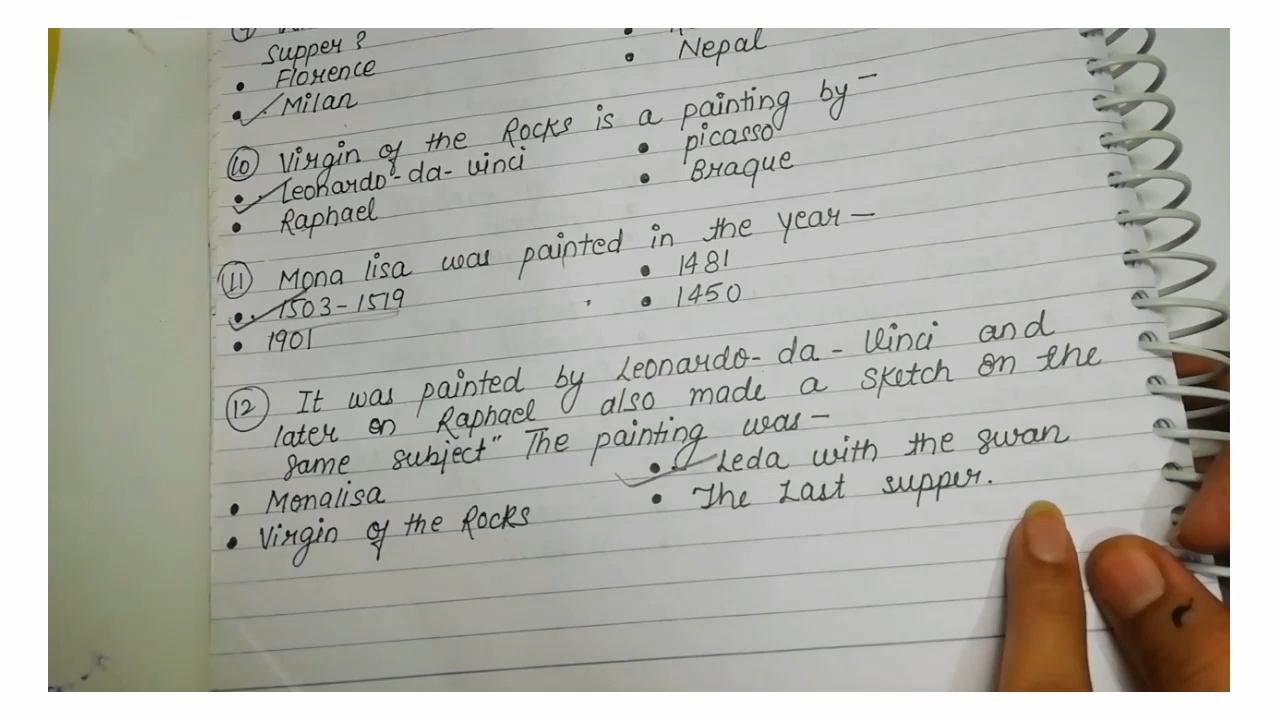 Supper?
• Florence
• Milan
• Nepal
(10) Virgin of the Rocks is a painting by -
• Leonardo-da-vinci
• picasso
• Raphael
• Braque
(11) Mona lisa was painted in the year -
• 1503-1519
• 1481
• 1901
• 1450
(12) It was painted by Leonardo-da-Vinci and
later on Raphael also made a sketch on the
same subject" The painting was -
• Monalisa
• Leda with the swan
• Virgin of the Rocks
• The Last supper.